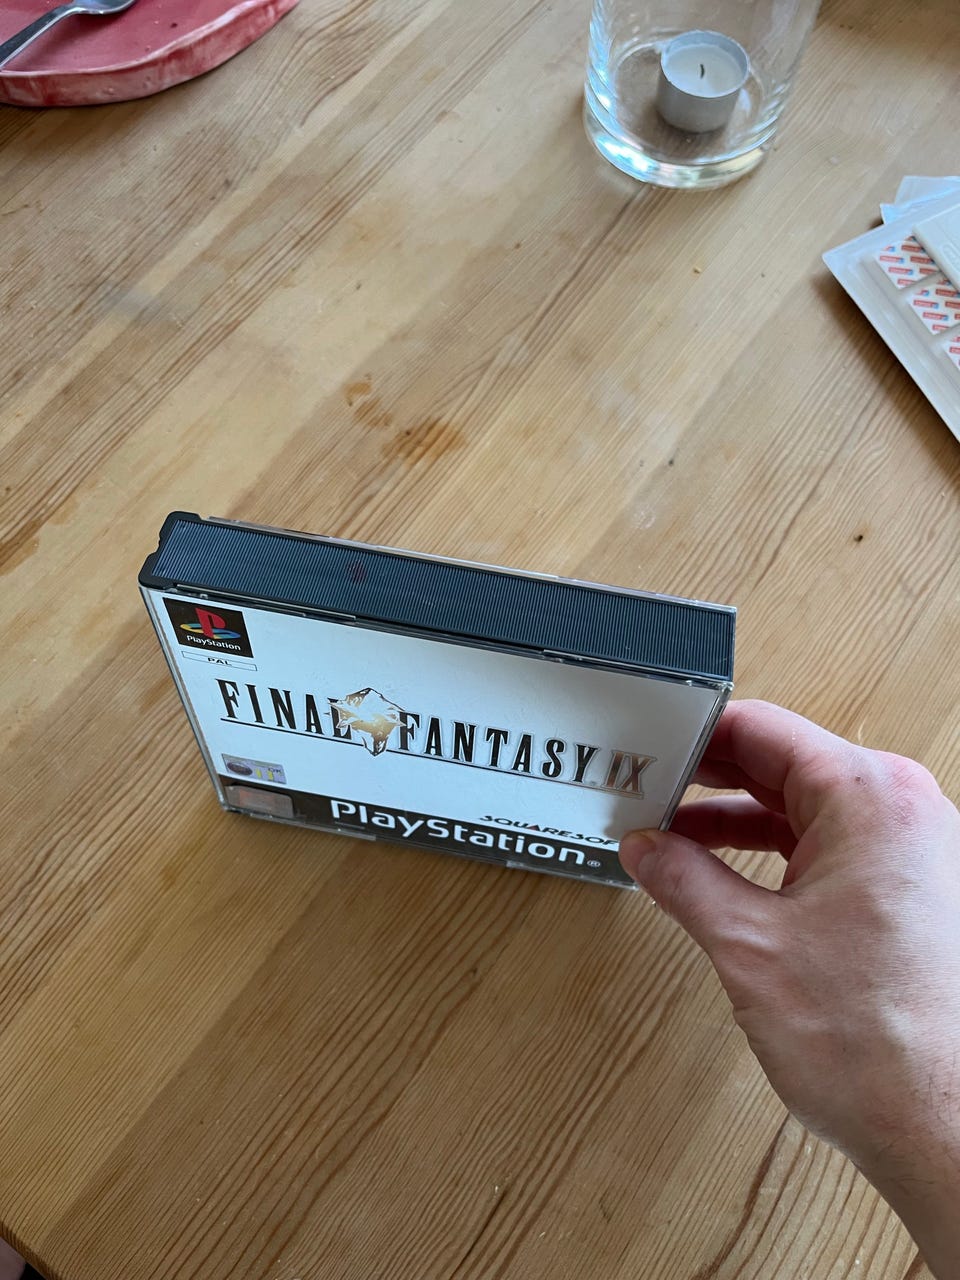 PlayStation
PAL
FINAL FANTASY IX
SQUARESOFT
PlayStation®